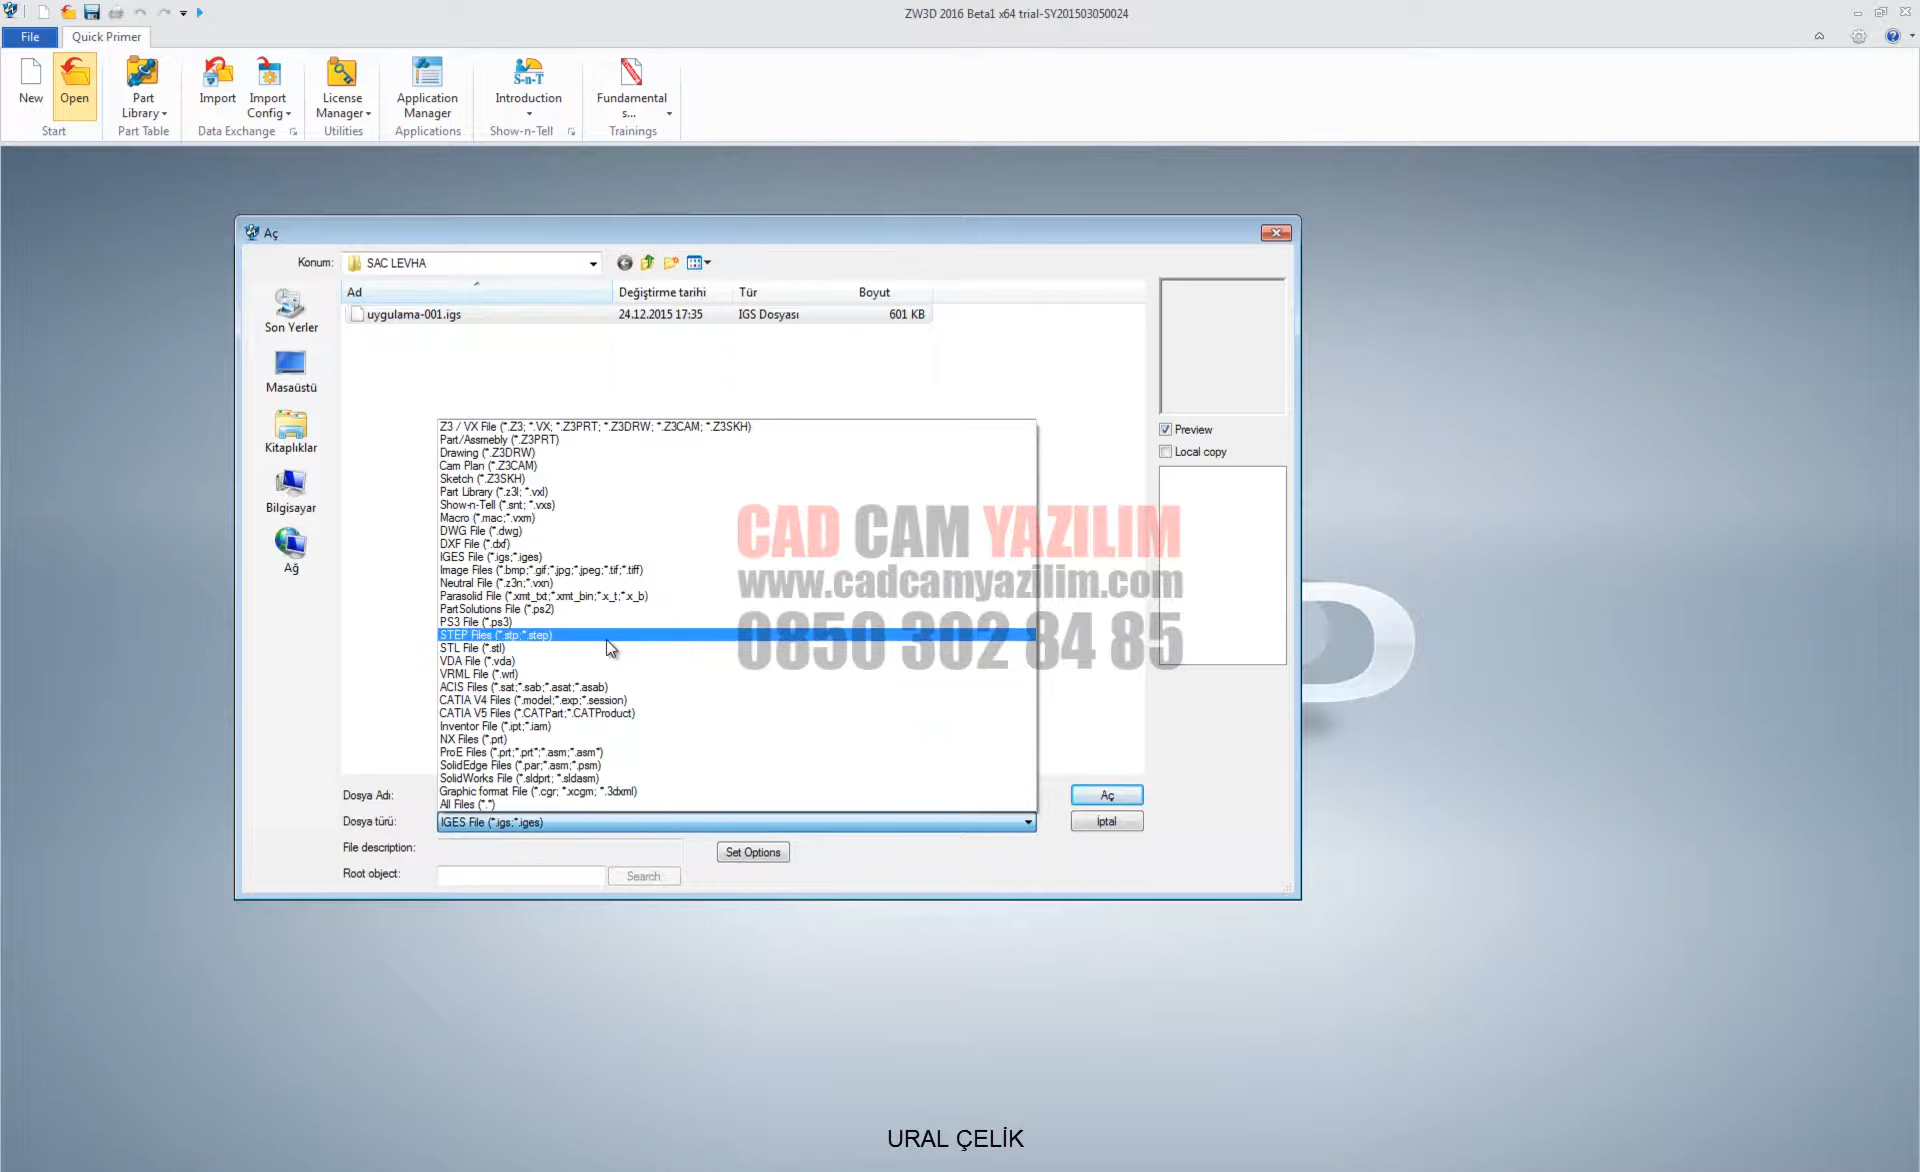 ZW3D 2016 Beta1 x64 trial-SY201503050024
File
Quick Primer
New
Open
Part
Library
Import
Import
Config
License
Manager
Application
Manager
S-n-T
Introduction
Fundamental
s...
Start
Part Table
Data Exchange
Utilities
Applications
Show-n-Tell
Trainings
Aç
Konum:
SAC LEVHA
Ad
Değiştirme tarihi
Tür
Boyut
uygulama-001.igs
24.12.2015 17:35
IGS Dosyası
601 KB
Son Yerler
Masaüstü
Kitaplıklar
Bilgisayar
Ağ
Preview
Local copy
Z3 / VX File (*.Z3; *.VX; *.Z3PRT; *.Z3DRW; *.Z3CAM; *.Z3SKH)
Part/Assmebly (*.Z3PRT)
Drawing (*.Z3DRW)
Cam Plan (*.Z3CAM)
Sketch (*.Z3SKH)
Part Library (*.z3l; *.vxl)
Show-n-Tell (*.snt; *.vxs)
Macro (*.mac;*.vxm)
DWG File (*.dwg)
DXF File (*.dxf)
IGES File (*.igs;*.iges)
Image Files (*.bmp;*.gif;*.jpg;*.jpeg;*.tif;*.tiff)
Neutral File (*.z3n;*.vxn)
Parasolid File (*.xmt_txt;*.xmt_bin;*.x_t;*.x_b)
PartSolutions File (*.ps2)
PS3 File (*.ps3)
STEP Files (*.stp;*.step)
STL File (*.stl)
VDA File (*.vda)
VRML File (*.wrl)
ACIS Files (*.sat;*.sab;*.asat;*.asab)
CATIA V4 Files (*.model;*.exp;*.session)
CATIA V5 Files (*.CATPart;*.CATProduct)
Inventor File (*.ipt;*.iam)
NX Files (*.prt)
ProE Files (*.prt;*.prt*;*.asm;*.asm*)
SolidEdge Files (*.par;*.asm;*.psm)
SolidWorks File (*.sldprt; *.sldasm)
Graphic format File (*.cgr; *.xcgm; *.3dxml)
All Files (*.*)
CAD CAM YAZILIM
www.cadcamyazilim.com
0850 302 84 85
Dosya Adı:
Aç
Dosya türü:
IGES File (*.igs;*.iges)
İptal
File description:
Set Options
Root object:
Search
URAL ÇELİK